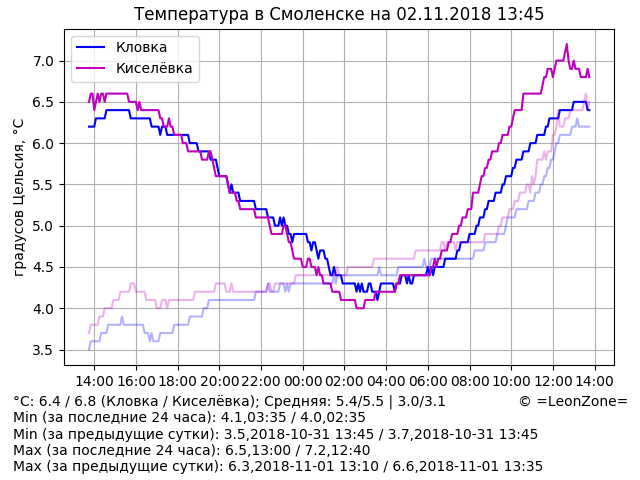 Температура в Смоленске на 02.11.2018 13:45
Кловка
Киселёвка
градусов Цельсия, °C
7.0
6.5
6.0
5.5
5.0
4.5
4.0
3.5
14:00 16:00 18:00 20:00 22:00 00:00 02:00 04:00 06:00 08:00 10:00 12:00 14:00
°C: 6.4 / 6.8 (Кловка / Киселёвка); Средняя: 5.4/5.5 | 3.0/3.1 © =LeonZone=
Min (за последние 24 часа): 4.1,03:35 / 4.0,02:35
Min (за предыдущие сутки): 3.5,2018-10-31 13:45 / 3.7,2018-10-31 13:45
Max (за последние 24 часа): 6.5,13:00 / 7.2,12:40
Max (за предыдущие сутки): 6.3,2018-11-01 13:10 / 6.6,2018-11-01 13:35